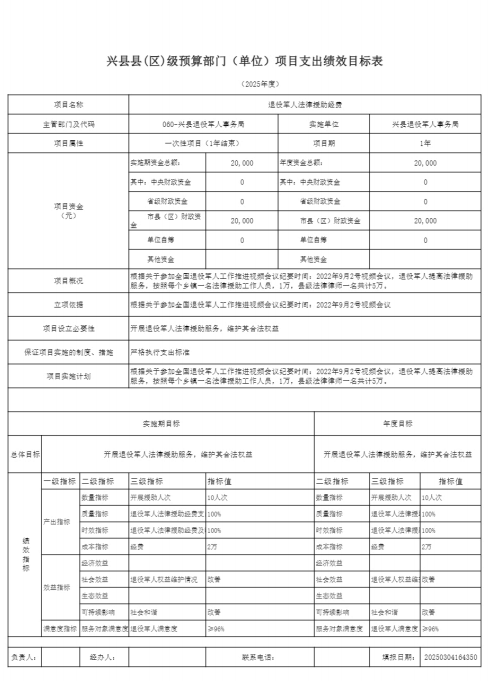 兴县县(区)级预算部门（单位）项目支出绩效目标表
（2025年度）
项目名称 退役军人法律援助经费
主管部门及代码 060-兴县退役军人事务局 实施单位 兴县退役军人事务局
项目属性 一次性项目（1年结束） 项目期 1年
项目资金（元） 实施期资金总额: 20,000 年度资金总额: 20,000
其中: 中央财政资金 0 其中: 中央财政资金 0
省级财政资金 0 省级财政资金 0
市县（区）财政资金 20,000 市县（区）财政资金 20,000
单位自筹 0 单位自筹 0
其他资金 其他资金
项目概况 根据关于参加全国退役军人工作推进视频会议纪要时间: 2022年9月2号视频会议，退役军人提高法律援助服务，按照每个乡镇一名法律援助工作人员，1万，县级法律律师一名共计5万。
立项依据 根据关于参加全国退役军人工作推进视频会议纪要时间: 2022年9月2号视频会议
项目设立必要性 开展退役军人法律援助服务，维护其合法权益
保证项目实施的制度、措施 严格执行支出标准
项目实施计划 根据关于参加全国退役军人工作推进视频会议纪要时间: 2022年9月2号视频会议，退役军人提高法律援助服务，按照每个乡镇一名法律援助工作人员，1万，县级法律律师一名共计5万。
实施期目标 年度目标
总体目标 开展退役军人法律援助服务，维护其合法权益 开展退役军人法律援助服务，维护其合法权益
绩效指标 一级指标 二级指标 三级指标 指标值 二级指标 三级指标 指标值
产出指标 数量指标 开展援助人次 10人次 数量指标 开展援助人次 10人次
质量指标 退役军人法律援助经费支 100% 质量指标 退役军人法律援 100%
时效指标 退役军人法律援助经费及 100% 时效指标 退役军人法律援 100%
成本指标 经费 2万 成本指标 经费 2万
效益指标 经济效益 经济效益
社会效益 退役军人权益维护情况 改善 社会效益 退役军人权益维 改善
生态效益 生态效益
可持续影响 社会和谐 改善 可持续影响 社会和谐 改善
满意度指标 服务对象满意度 退役军人满意度 ≥96% 服务对象满意度 退役军人满意度 ≥96%
负责人: 经办人: 联系电话: 填报日期: 20250304164350